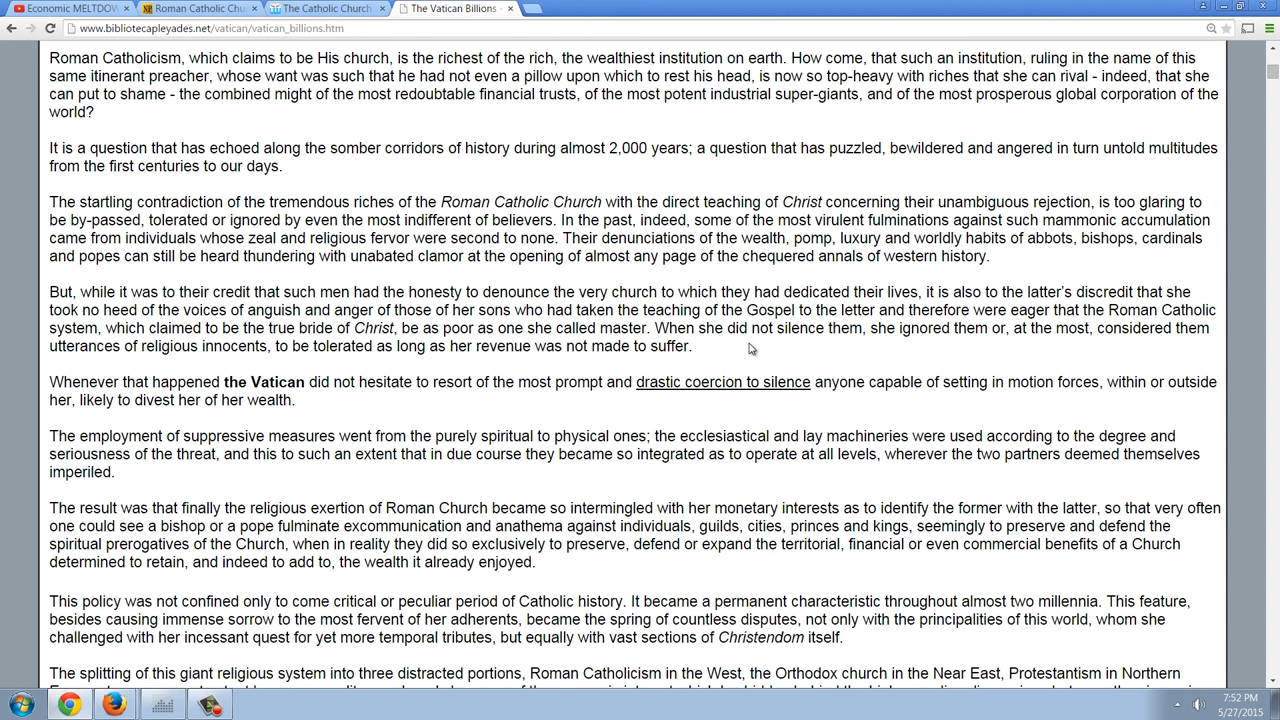 Economic MELTDOW
Roman Catholic Chu
The Catholic Church
The Vatican Billions -
www.bibliotecapleyades.net/vatican/vatican_billions.htm
Roman Catholicism, which claims to be His church, is the richest of the rich, the wealthiest institution on earth. How come, that such an institution, ruling in the name of this
same itinerant preacher, whose want was such that he had not even a pillow upon which to rest his head, is now so top-heavy with riches that she can rival - indeed, that she
can put to shame - the combined might of the most redoubtable financial trusts, of the most potent industrial super-giants, and of the most prosperous global corporation of the
world?
It is a question that has echoed along the somber corridors of history during almost 2,000 years; a question that has puzzled, bewildered and angered in turn untold multitudes
from the first centuries to our days.
The startling contradiction of the tremendous riches of the Roman Catholic Church with the direct teaching of Christ concerning their unambiguous rejection, is too glaring to
be by-passed, tolerated or ignored by even the most indifferent of believers. In the past, indeed, some of the most virulent fulminations against such mammonic accumulation
came from individuals whose zeal and religious fervor were second to none. Their denunciations of the wealth, pomp, luxury and worldly habits of abbots, bishops, cardinals
and popes can still be heard thundering with unabated clamor at the opening of almost any page of the chequered annals of western history.
But, while it was to their credit that such men had the honesty to denounce the very church to which they had dedicated their lives, it is also to the latter's discredit that she
took no heed of the voices of anguish and anger of those of her sons who had taken the teaching of the Gospel to the letter and therefore were eager that the Roman Catholic
system, which claimed to be the true bride of Christ, be as poor as one she called master. When she did not silence them, she ignored them or, at the most, considered them
utterances of religious innocents, to be tolerated as long as her revenue was not made to suffer.
Whenever that happened the Vatican did not hesitate to resort of the most prompt and drastic coercion to silence anyone capable of setting in motion forces, within or outside
her, likely to divest her of her wealth.
The employment of suppressive measures went from the purely spiritual to physical ones; the ecclesiastical and lay machineries were used according to the degree and
seriousness of the threat, and this to such an extent that in due course they became so integrated as to operate at all levels, wherever the two partners deemed themselves
imperiled.
The result was that finally the religious exertion of Roman Church became so intermingled with her monetary interests as to identify the former with the latter, so that very often
one could see a bishop or a pope fulminate excommunication and anathema against individuals, guilds, cities, princes and kings, seemingly to preserve and defend the
spiritual prerogatives of the Church, when in reality they did so exclusively to preserve, defend or expand the territorial, financial or even commercial benefits of a Church
determined to retain, and indeed to add to, the wealth it already enjoyed.
This policy was not confined only to come critical or peculiar period of Catholic history. It became a permanent characteristic throughout almost two millennia. This feature,
besides causing immense sorrow to the most fervent of her adherents, became the spring of countless disputes, not only with the principalities of this world, whom she
challenged with her incessant quest for yet more temporal tributes, but equally with vast sections of Christendom itself.
The splitting of this giant religious system into three distracted portions, Roman Catholicism in the West, the Orthodox church in the Near East, Protestantism in Northern
7:52 PM
5/27/2015